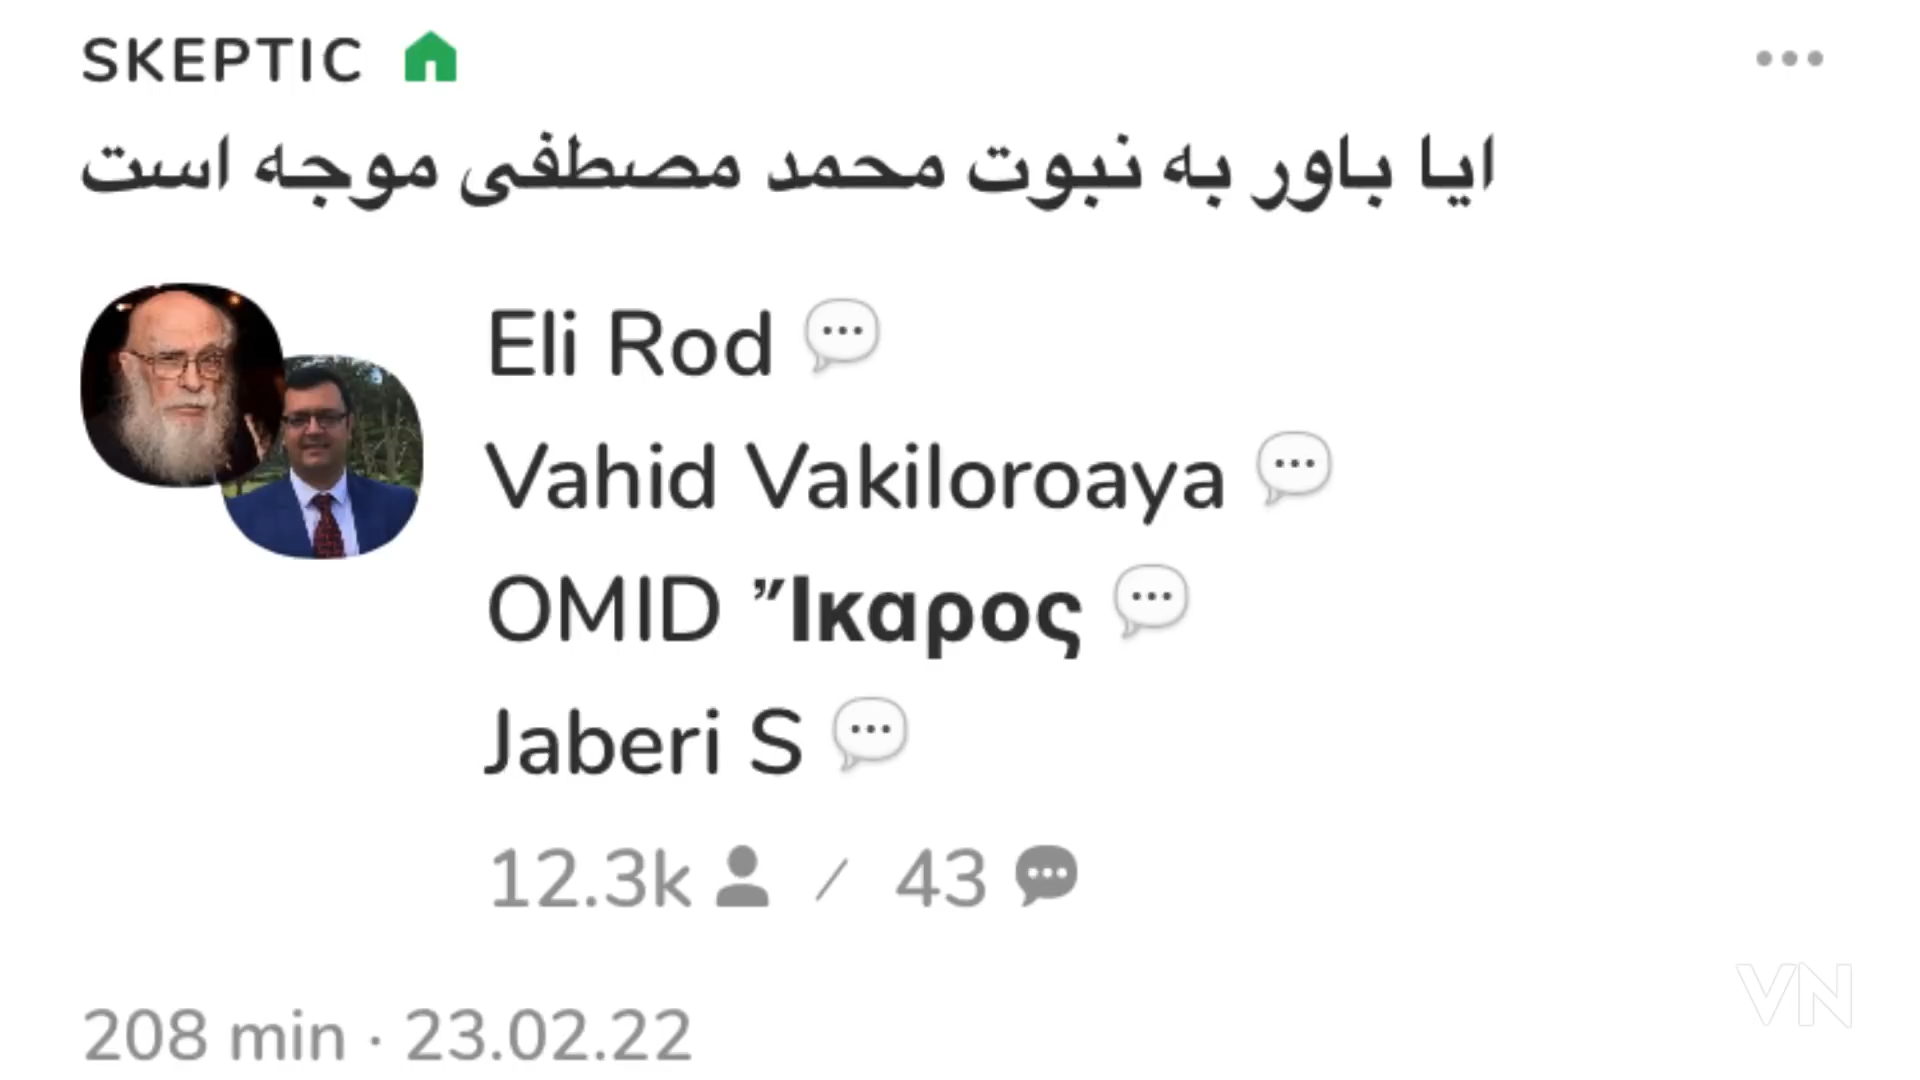 SKEPTIC
ایا باور به نبوت محمد مصطفی موجه است
Eli Rod
Vahid Vakiloroaya
OMID Ἴκαρος
Jaberi S
12.3k / 43
208 min · 23.02.22
VN